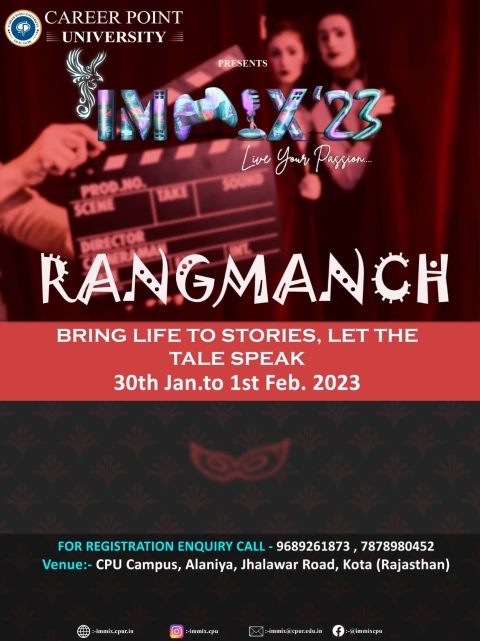 CAREER POINT
UNIVERSITY
PRESENTS
IMMIX'23
Live Your Passion...
PROD.NO.
SCENE TAKE SOUND
DIRECTOR
CAMERAMAN
INT.
RANGMANCH
BRING LIFE TO STORIES, LET THE
TALE SPEAK
30th Jan.to 1st Feb. 2023
FOR REGISTRATION ENQUIRY CALL - 9689261873 , 7878980452
Venue:- CPU Campus, Alaniya, Jhalawar Road, Kota (Rajasthan)
:-immix.cpur.in :-immix.cpu :-immix@cpur.edu.in :-@immixcpu